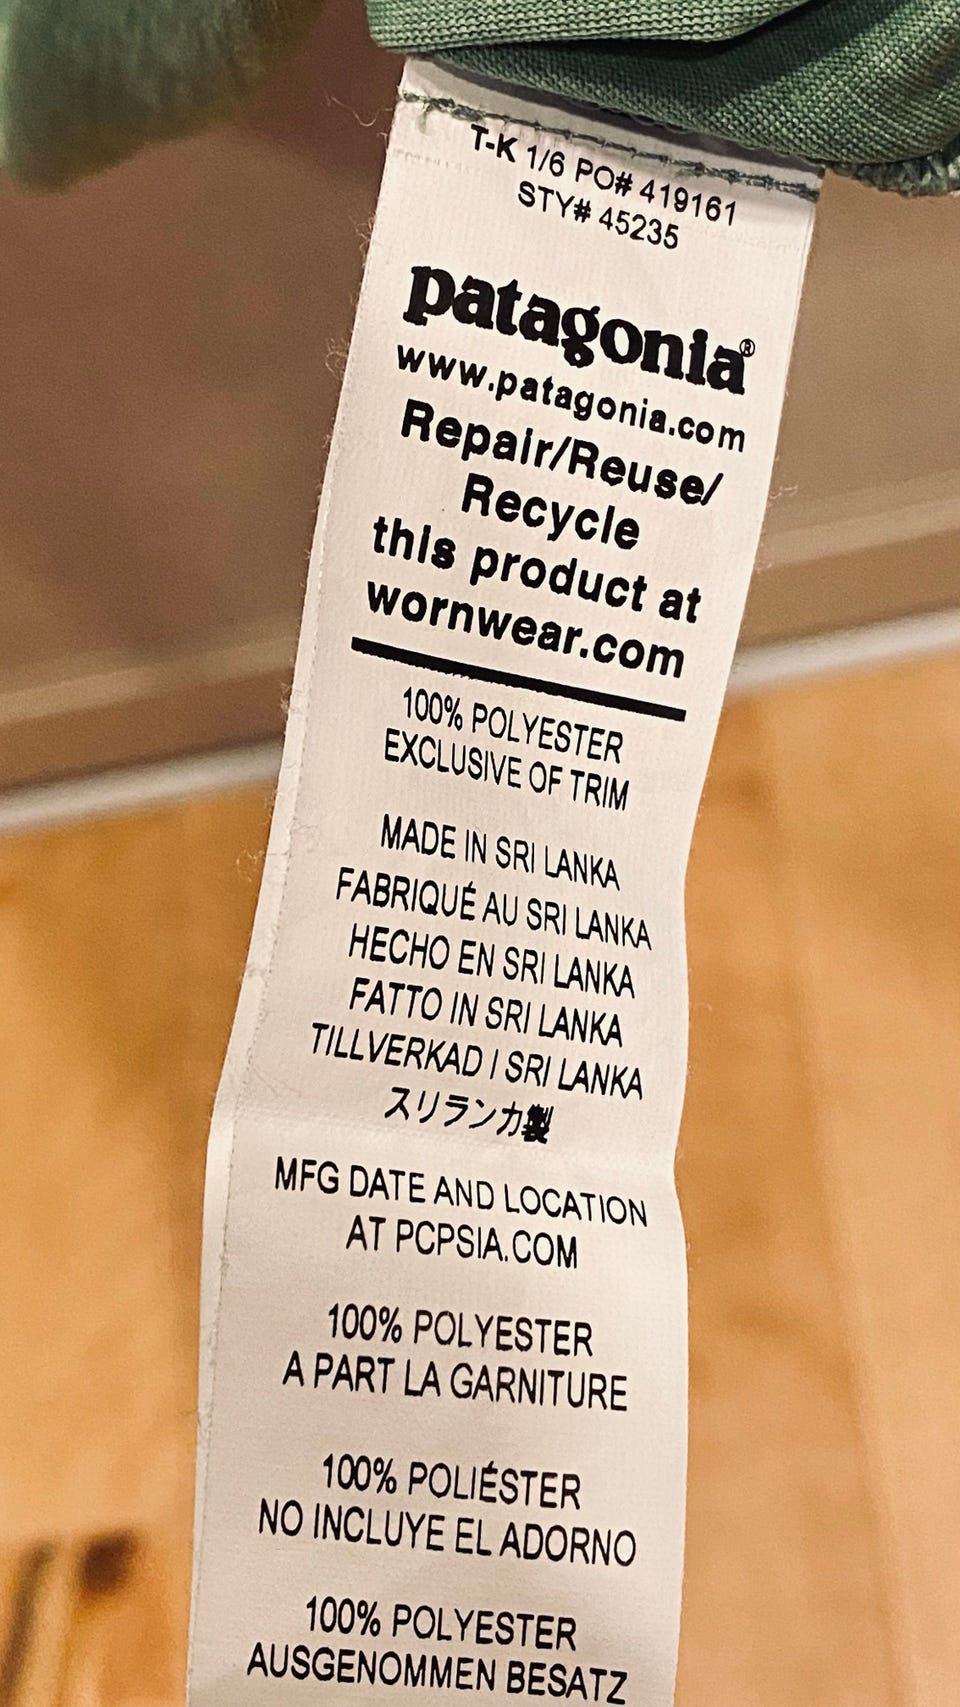 T-K 1/6 PO# 419161
STY# 45235
patagonia®
www.patagonia.com
Repair/Reuse/
Recycle
this product at
wornwear.com
100% POLYESTER
EXCLUSIVE OF TRIM
MADE IN SRI LANKA
FABRIQUÉ AU SRI LANKA
HECHO EN SRI LANKA
FATTO IN SRI LANKA
TILLVERKAD I SRI LANKA
スリランカ製
MFG DATE AND LOCATION
AT PCPSIA.COM
100% POLYESTER
A PART LA GARNITURE
100% POLIÉSTER
NO INCLUYE EL ADORNO
100% POLYESTER
AUSGENOMMEN BESATZ